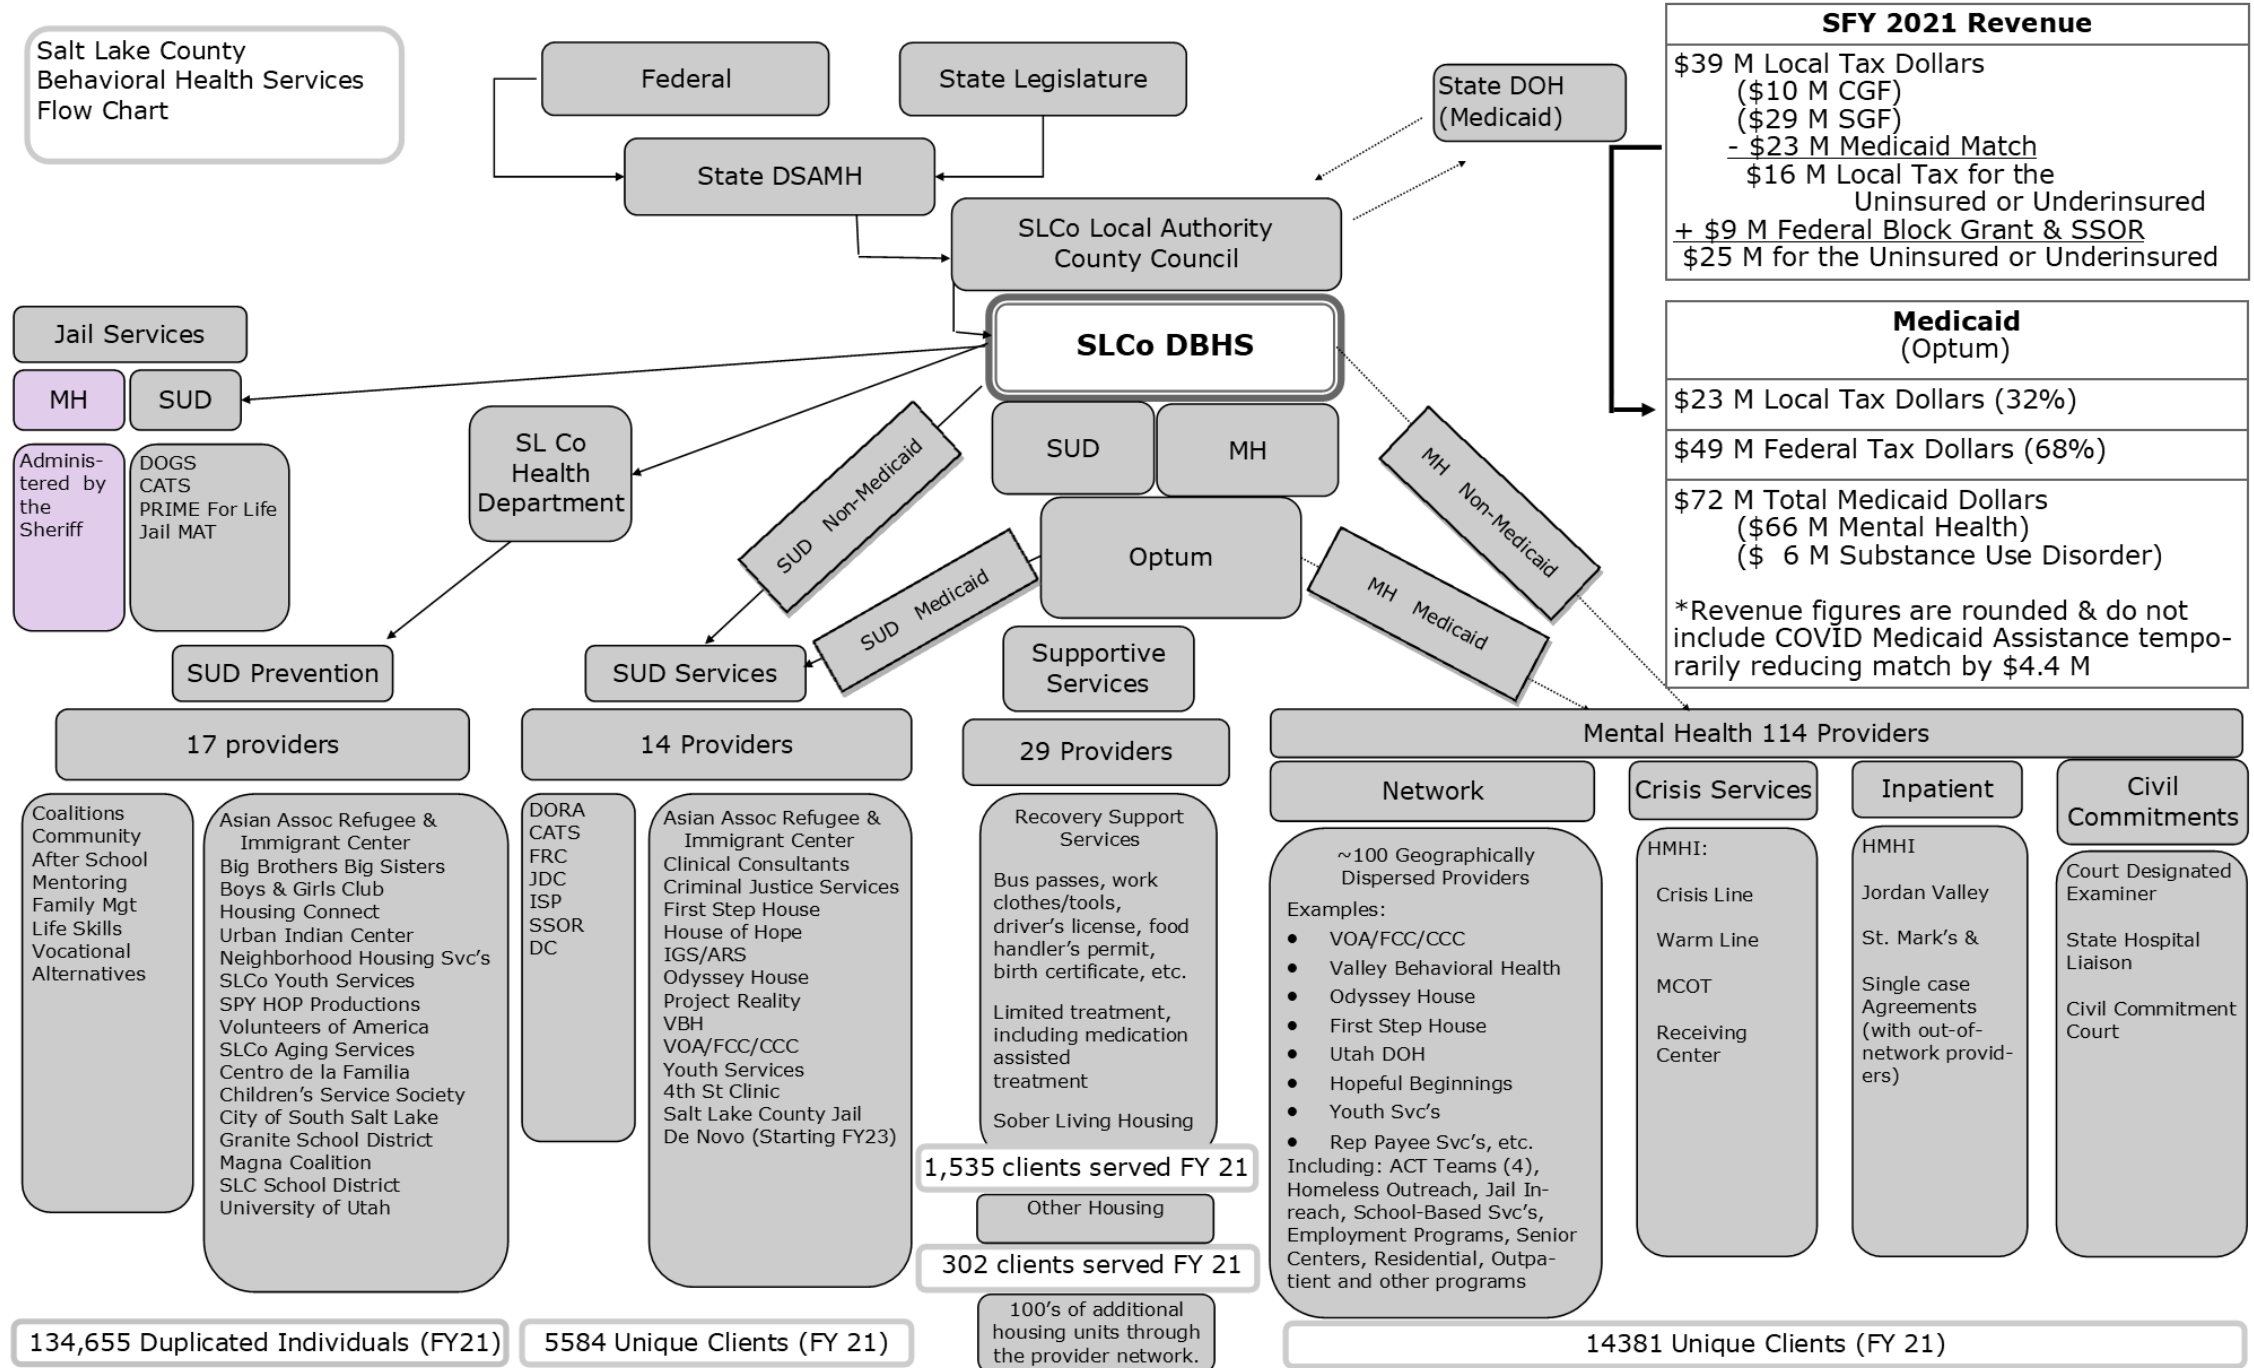 Salt Lake County
Behavioral Health Services
Flow Chart
Federal
State Legislature
State DOH
(Medicaid)
State DSAMH
SLCo Local Authority
County Council
SFY 2021 Revenue
$39 M Local Tax Dollars
($10 M CGF)
($29 M SGF)
- $23 M Medicaid Match
$16 M Local Tax for the
Uninsured or Underinsured
+ $9 M Federal Block Grant & SSOR
$25 M for the Uninsured or Underinsured
Medicaid
(Optum)
$23 M Local Tax Dollars (32%)
$49 M Federal Tax Dollars (68%)
$72 M Total Medicaid Dollars
($66 M Mental Health)
($ 6 M Substance Use Disorder)
*Revenue figures are rounded & do not
include COVID Medicaid Assistance tempo-
rarily reducing match by $4.4 M
SLCo DBHS
Jail Services
MH
SUD
Adminis-
tered by
the
Sheriff
DOGS
CATS
PRIME For Life
Jail MAT
SL Co
Health
Department
SUD Non-Medicaid
SUD Medicaid
SUD
MH
Optum
MH Non-Medicaid
MH Medicaid
SUD Prevention
17 providers
Coalitions
Community
After School
Mentoring
Family Mgt
Life Skills
Vocational
Alternatives
Asian Assoc Refugee &
Immigrant Center
Big Brothers Big Sisters
Boys & Girls Club
Housing Connect
Urban Indian Center
Neighborhood Housing Svc’s
SLCo Youth Services
SPY HOP Productions
Volunteers of America
SLCo Aging Services
Centro de la Familia
Children’s Service Society
City of South Salt Lake
Granite School District
Magna Coalition
SLC School District
University of Utah
134,655 Duplicated Individuals (FY21)
SUD Services
14 Providers
DORA
CATS
FRC
JDC
ISP
SSOR
DC
Asian Assoc Refugee &
Immigrant Center
Clinical Consultants
Criminal Justice Services
First Step House
House of Hope
IGS/ARS
Odyssey House
Project Reality
VBH
VOA/FCC/CCC
Youth Services
4th St Clinic
Salt Lake County Jail
De Novo (Starting FY23)
5584 Unique Clients (FY 21)
Supportive
Services
29 Providers
Recovery Support
Services
Bus passes, work
clothes/tools,
driver’s license, food
handler’s permit,
birth certificate, etc.
Limited treatment,
including medication
assisted
treatment
Sober Living Housing
1,535 clients served FY 21
Other Housing
302 clients served FY 21
100’s of additional
housing units through
the provider network.
Mental Health 114 Providers
Network
~100 Geographically
Dispersed Providers
Examples:
• VOA/FCC/CCC
• Valley Behavioral Health
• Odyssey House
• First Step House
• Utah DOH
• Hopeful Beginnings
• Youth Svc’s
• Rep Payee Svc’s, etc.
Including: ACT Teams (4),
Homeless Outreach, Jail In-
reach, School-Based Svc’s,
Employment Programs, Senior
Centers, Residential, Outpa-
tient and other programs
Crisis Services
HMHI:
Crisis Line
Warm Line
MCOT
Receiving
Center
Inpatient
HMHI
Jordan Valley
St. Mark’s &
Single case
Agreements
(with out-of-
network provid-
ers)
Civil
Commitments
Court Designated
Examiner
State Hospital
Liaison
Civil Commitment
Court
14381 Unique Clients (FY 21)